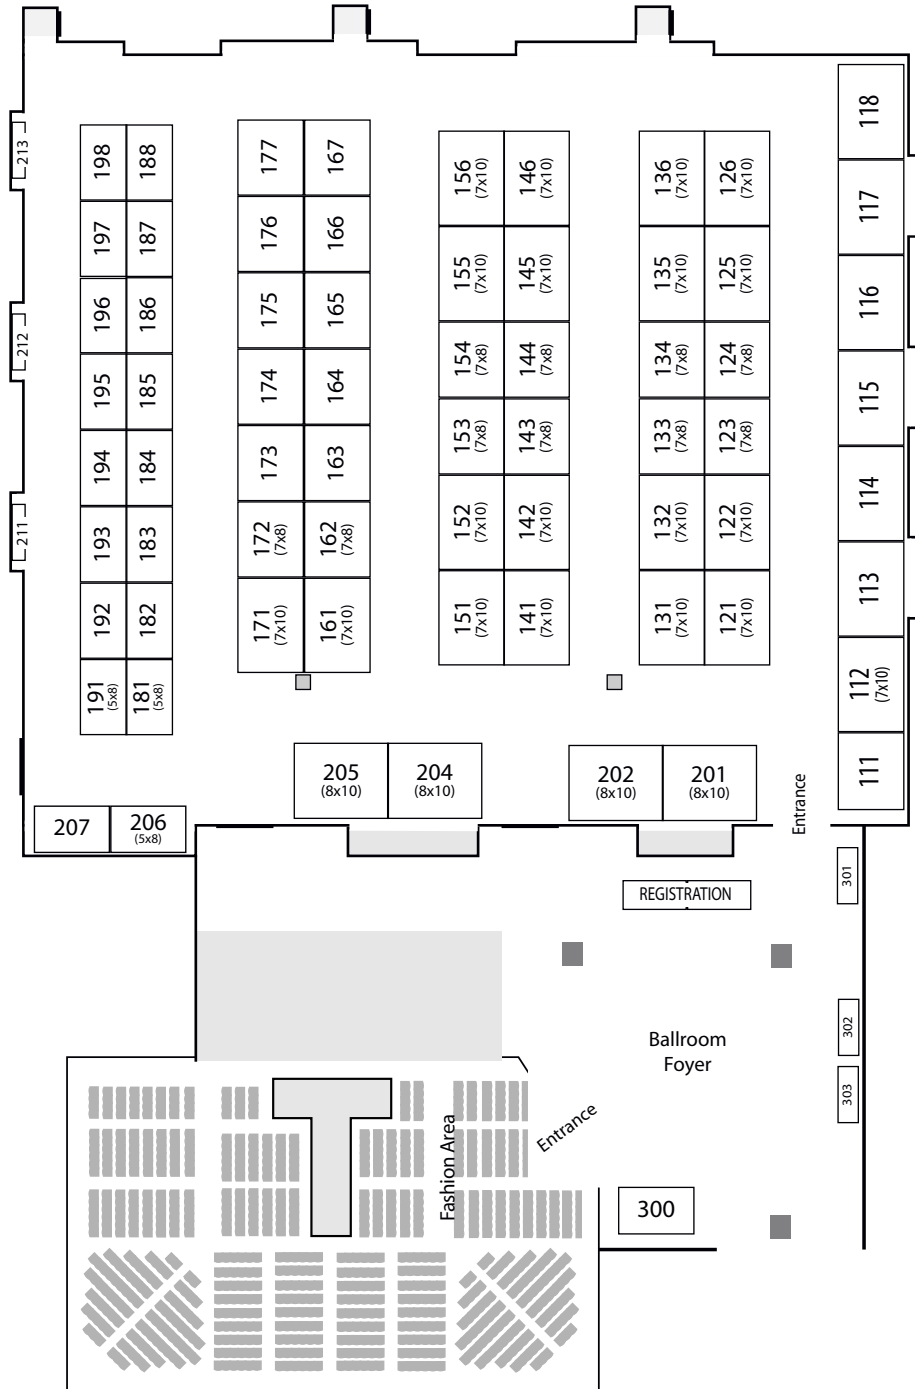 118
117
116
115
114
113
112
(7x10)
111
126
(7x10)
125
(7x10)
124
(7x8)
123
(7x8)
122
(7x10)
121
(7x10)
136
(7x10)
135
(7x10)
134
(7x8)
133
(7x8)
132
(7x10)
131
(7x10)
146
(7x10)
145
(7x10)
144
(7x8)
143
(7x8)
142
(7x10)
141
(7x10)
156
(7x10)
155
(7x10)
154
(7x8)
153
(7x8)
152
(7x10)
151
(7x10)
167
166
165
164
163
162
(7x8)
161
(7x10)
177
176
175
174
173
172
(7x8)
171
(7x10)
188
187
186
185
184
183
182
181
(5x8)
198
197
196
195
194
193
192
191
(5x8)
213
212
211
205
(8x10)
204
(8x10)
202
(8x10)
201
(8x10)
207
206
(5x8)
Entrance
REGISTRATION
301
302
303
Ballroom
Foyer
Entrance
Fashion Area
300